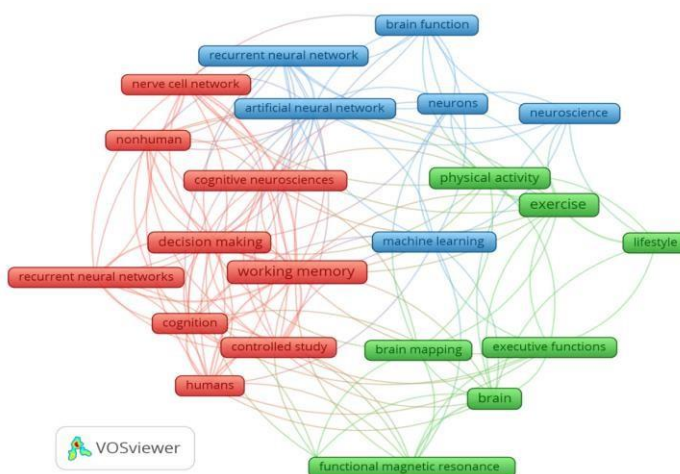 brain function
recurrent neural network
nerve cell network
artificial neural network
neurons
neuroscience
nonhuman
cognitive neurosciences
physical activity
exercise
decision making
machine learning
lifestyle
recurrent neural networks
working memory
cognition
controlled study
brain mapping
executive functions
humans
brain
VOSviewer
functional magnetic resonance